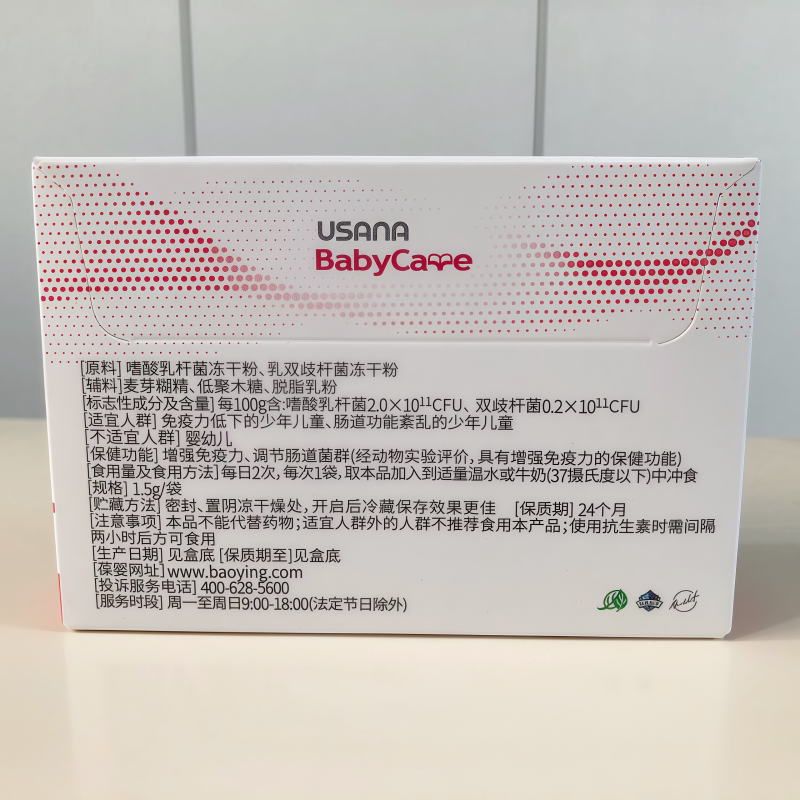 USANA
BabyCare
[原料] 嗜酸乳杆菌冻干粉、乳双歧杆菌冻干粉
[辅料]麦芽糊精、低聚木糖、脱脂乳粉
[标志性成分及含量] 每100g含:嗜酸乳杆菌2.0×10¹¹CFU、双歧杆菌0.2×10¹¹CFU
[适宜人群] 免疫力低下的少年儿童、肠道功能紊乱的少年儿童
[不适宜人群] 婴幼儿
[保健功能] 增强免疫力、调节肠道菌群(经动物实验评价,具有增强免疫力的保健功能)
[食用量及食用方法]每日2次,每次1袋,取本品加入到适量温水或牛奶(37摄氏度以下)中冲食
[规格] 1.5g/袋
[贮藏方法] 密封、置阴凉干燥处,开启后冷藏保存效果更佳 [保质期] 24个月
[注意事项] 本品不能代替药物;适宜人群外的人群不推荐食用本产品;使用抗生素时需间隔
两小时后方可食用
[生产日期] 见盒底 [保质期至]见盒底
[葆婴网址]www.baoying.com
[投诉服务电话] 400-628-5600
[服务时段] 周一至周日9:00-18:00(法定节日除外)